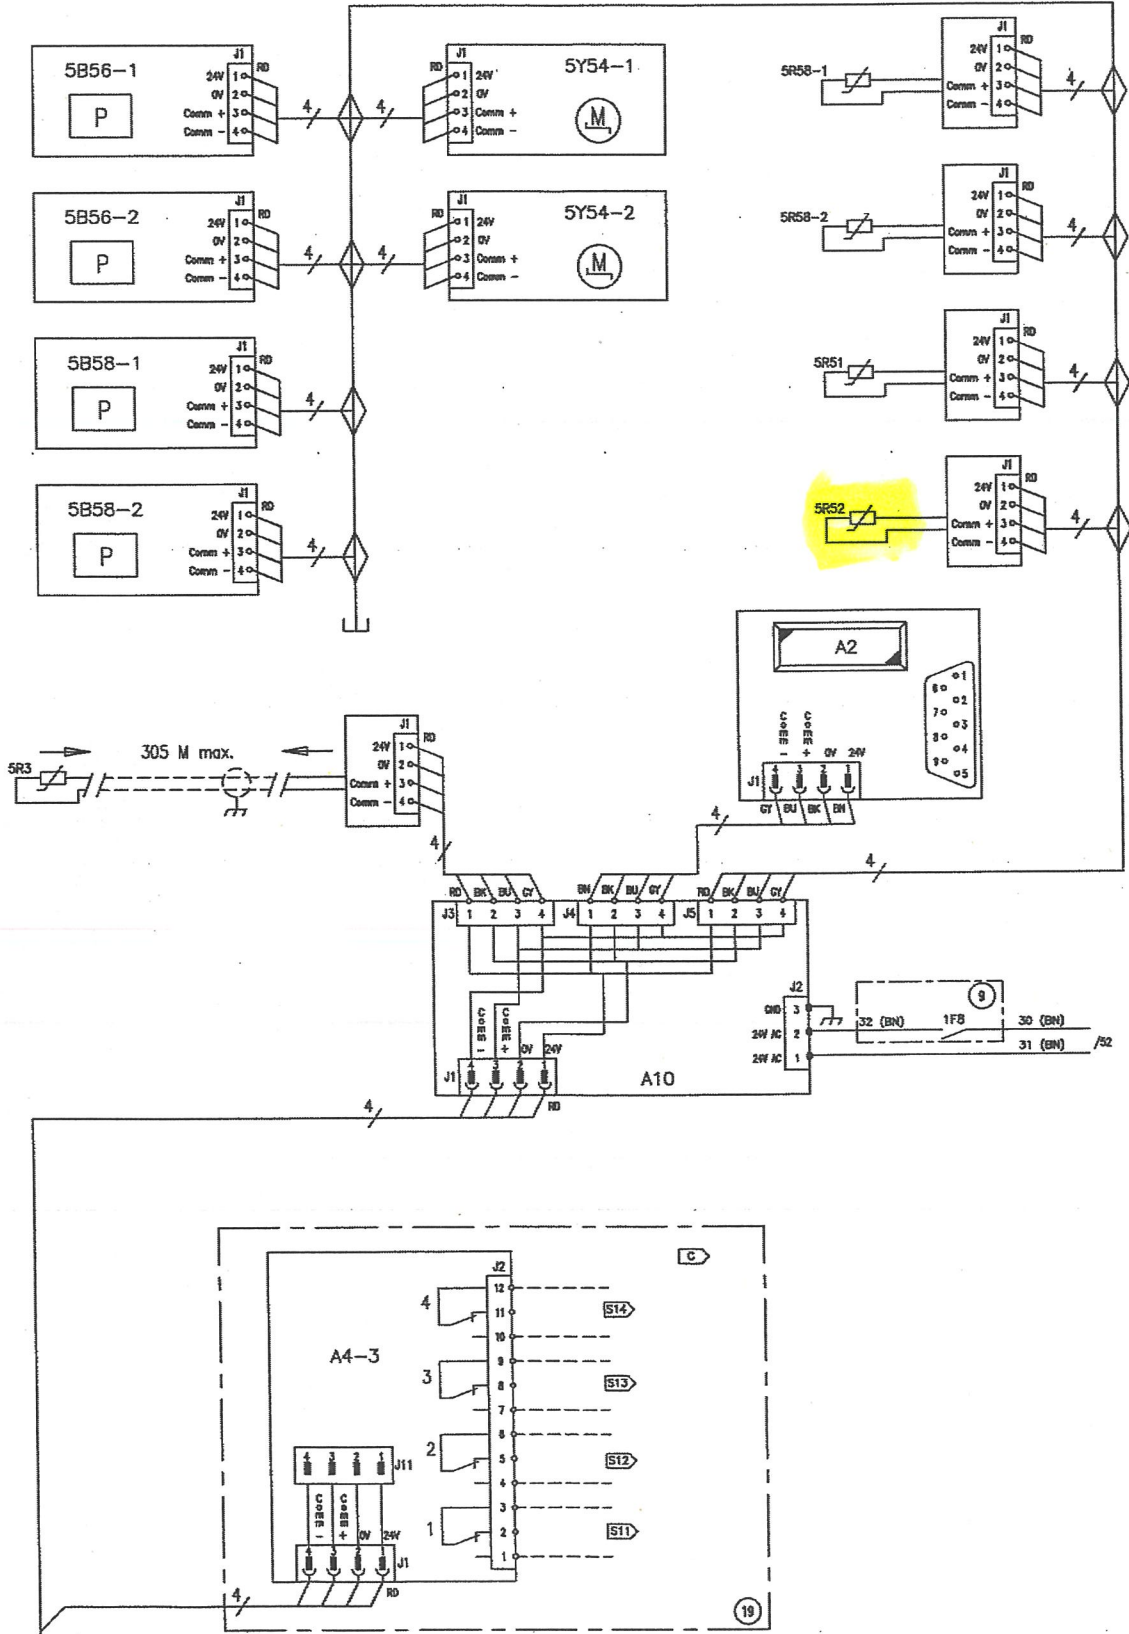 5B56-1
P
J1
RD
24V 1
0V 2
Comm + 3
Comm - 4
4
4
J1
RD
1 24V
2 0V
3 Comm +
4 Comm -
5Y54-1
M
5R58-1
J1
RD
24V 1
0V 2
Comm + 3
Comm - 4
4
5B56-2
P
J1
RD
24V 1
0V 2
Comm + 3
Comm - 4
4
4
J1
RD
1 24V
2 0V
3 Comm +
4 Comm -
5Y54-2
M
5R58-2
J1
RD
24V 1
0V 2
Comm + 3
Comm - 4
4
5B58-1
P
J1
RD
24V 1
0V 2
Comm + 3
Comm - 4
4
5R51
J1
RD
24V 1
0V 2
Comm + 3
Comm - 4
4
5B58-2
P
J1
RD
24V 1
0V 2
Comm + 3
Comm - 4
4
5R52
J1
RD
24V 1
0V 2
Comm + 3
Comm - 4
4
A2
1
6
2
7
3
8
4
9
5
Comm - Comm + 0V 24V
J1 4 3 2 1
GY BU BK BN
4
5R3
305 M max.
J1
RD
24V 1
0V 2
Comm + 3
Comm - 4
4
4
RD BK BU GY
BN BK BU GY
RD BK BU GY
J3 1 2 3 4
J4 1 2 3 4
J5 1 2 3 4
J2
GND 3
24V AC 2
24V AC 1
9
32 (BN) 1F8 30 (BN)
31 (BN) /52
Comm - Comm + 0V 24V
J1 4 3 2 1
A10
RD
4
C
J2
12
11
10
9
8
7
6
5
4
3
2
1
4
3
2
1
S14
S13
S12
S11
A4-3
4 3 2 1 J11
Comm - Comm + 0V 24V
4 3 2 1 J1
RD
4
19